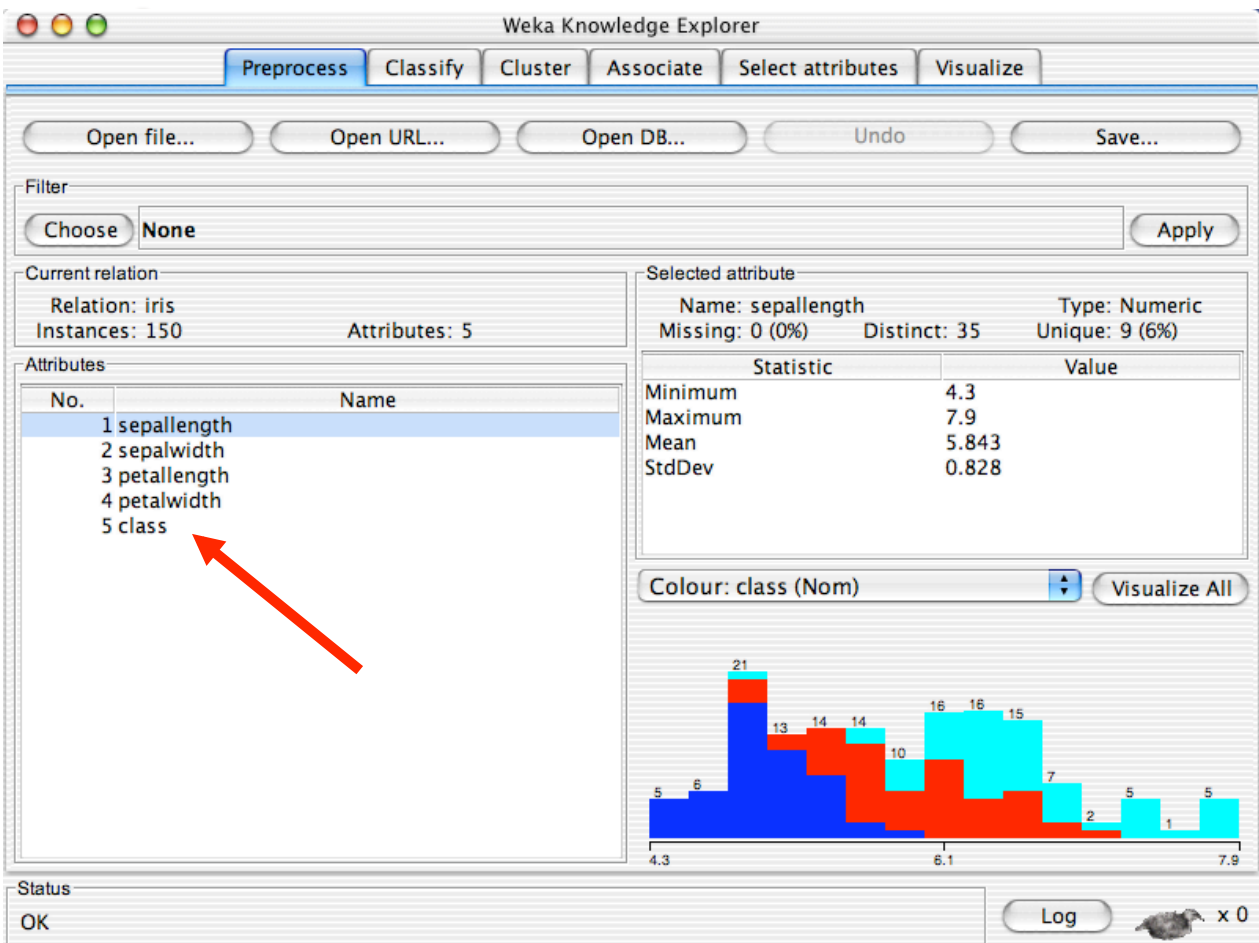 Weka Knowledge Explorer
Preprocess Classify Cluster Associate Select attributes Visualize
Open file... Open URL... Open DB... Undo Save...
Filter
Choose None Apply
Current relation
Relation: iris
Instances: 150 Attributes: 5
Attributes
No. Name
1 sepallength
2 sepalwidth
3 petallength
4 petalwidth
5 class
Selected attribute
Name: sepallength Type: Numeric
Missing: 0 (0%) Distinct: 35 Unique: 9 (6%)
Statistic Value
Minimum 4.3
Maximum 7.9
Mean 5.843
StdDev 0.828
Colour: class (Nom) Visualize All
5 6 21 13 14 14 10 16 16 15 7 2 5 1 5
4.3 6.1 7.9
Status
OK Log x 0